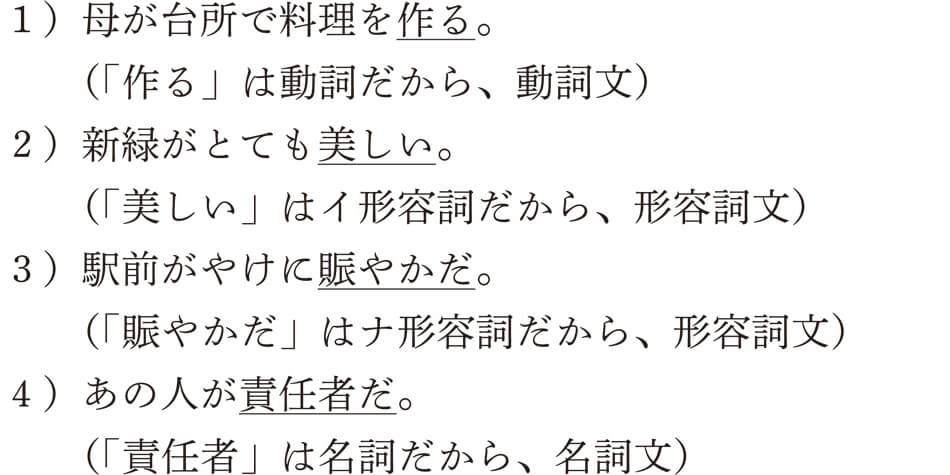 １）母が台所で料理を作る。
（「作る」は動詞だから、動詞文）
２）新緑がとても美しい。
（「美しい」はイ形容詞だから、形容詞文）
３）駅前がやけに賑やかだ。
（「賑やかだ」はナ形容詞だから、形容詞文）
４）あの人が責任者だ。
（「責任者」は名詞だから、名詞文）